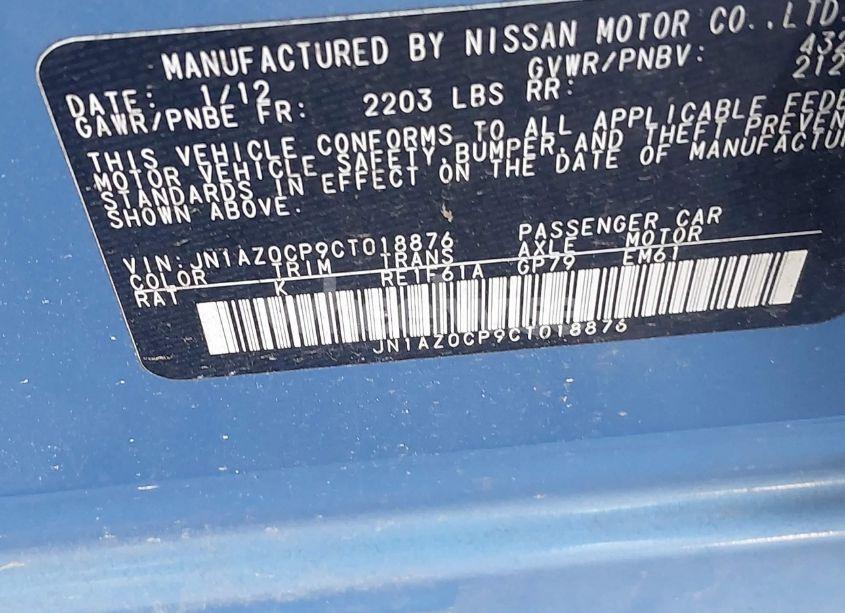 MANUFACTURED BY NISSAN MOTOR CO.,LTD.
DATE: 1/12 GVWR/PNBV: 432
GAWR/PNBE FR: 2203 LBS RR: 212
THIS VEHICLE CONFORMS TO ALL APPLICABLE FEDE
MOTOR VEHICLE SAFETY,BUMPER,AND THEFT PREVEN
STANDARDS IN EFFECT ON THE DATE OF MANUFACTU
SHOWN ABOVE.
VIN:JN1AZ0CP9CT018876 PASSENGER CAR
COLOR TRIM TRANS AXLE MOTOR
RAT K RE1F61A GP79 EM61
JN1AZ0CP9CT018876